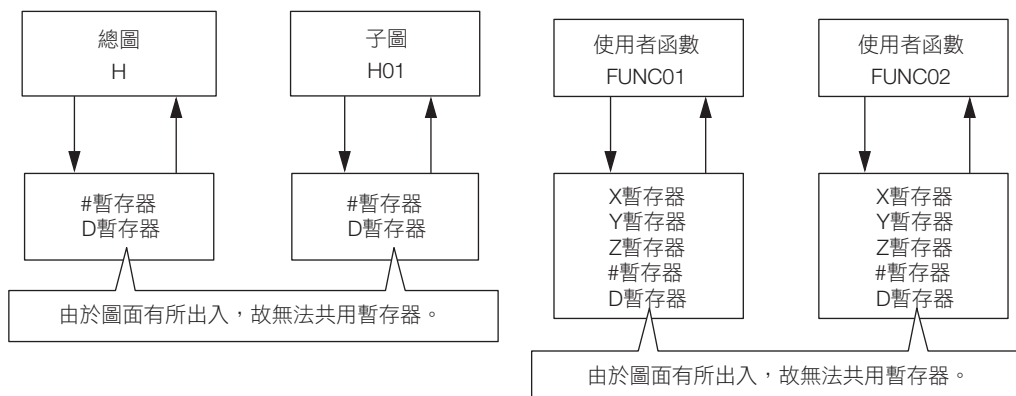 總圖
H
子圖
H01
#暫存器
D暫存器
#暫存器
D暫存器
由於圖面有所出入，故無法共用暫存器。
使用者函數
FUNC01
使用者函數
FUNC02
X暫存器
Y暫存器
Z暫存器
#暫存器
D暫存器
X暫存器
Y暫存器
Z暫存器
#暫存器
D暫存器
由於圖面有所出入，故無法共用暫存器。